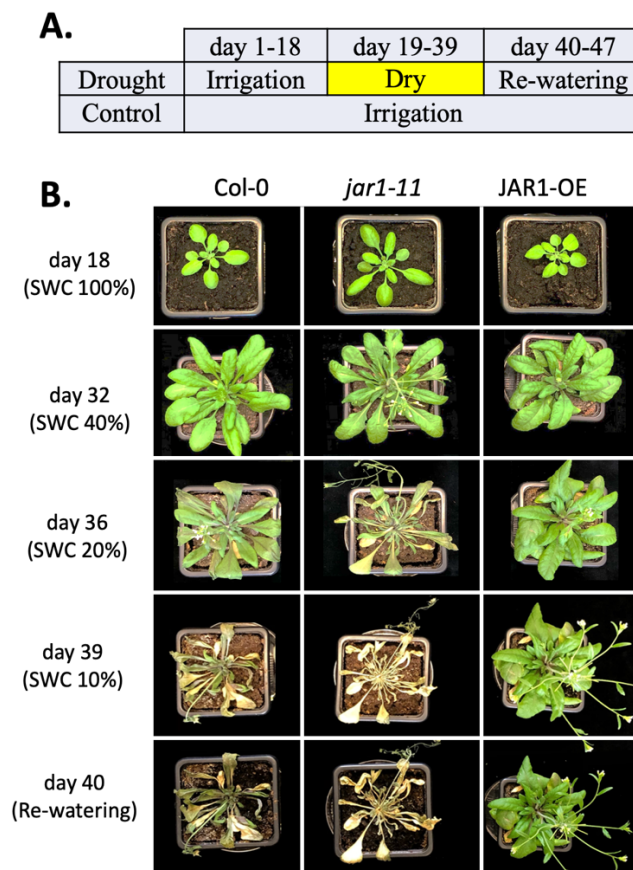 A.
day 1-18 day 19-39 day 40-47
Drought Irrigation Dry Re-watering
Control Irrigation
B.
Col-0 jar1-11 JAR1-OE
day 18
(SWC 100%)
day 32
(SWC 40%)
day 36
(SWC 20%)
day 39
(SWC 10%)
day 40
(Re-watering)